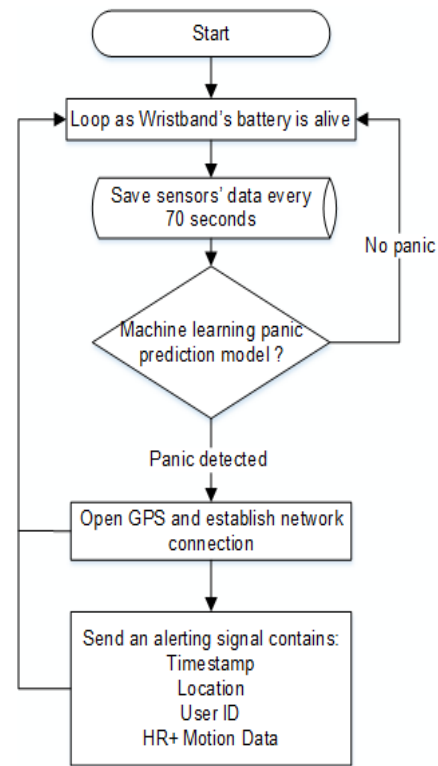 Start
Loop as Wristband's battery is alive
Save sensors' data every
70 seconds
No panic
Machine learning panic
prediction model ?
Panic detected
Open GPS and establish network
connection
Send an alerting signal contains:
Timestamp
Location
User ID
HR+ Motion Data